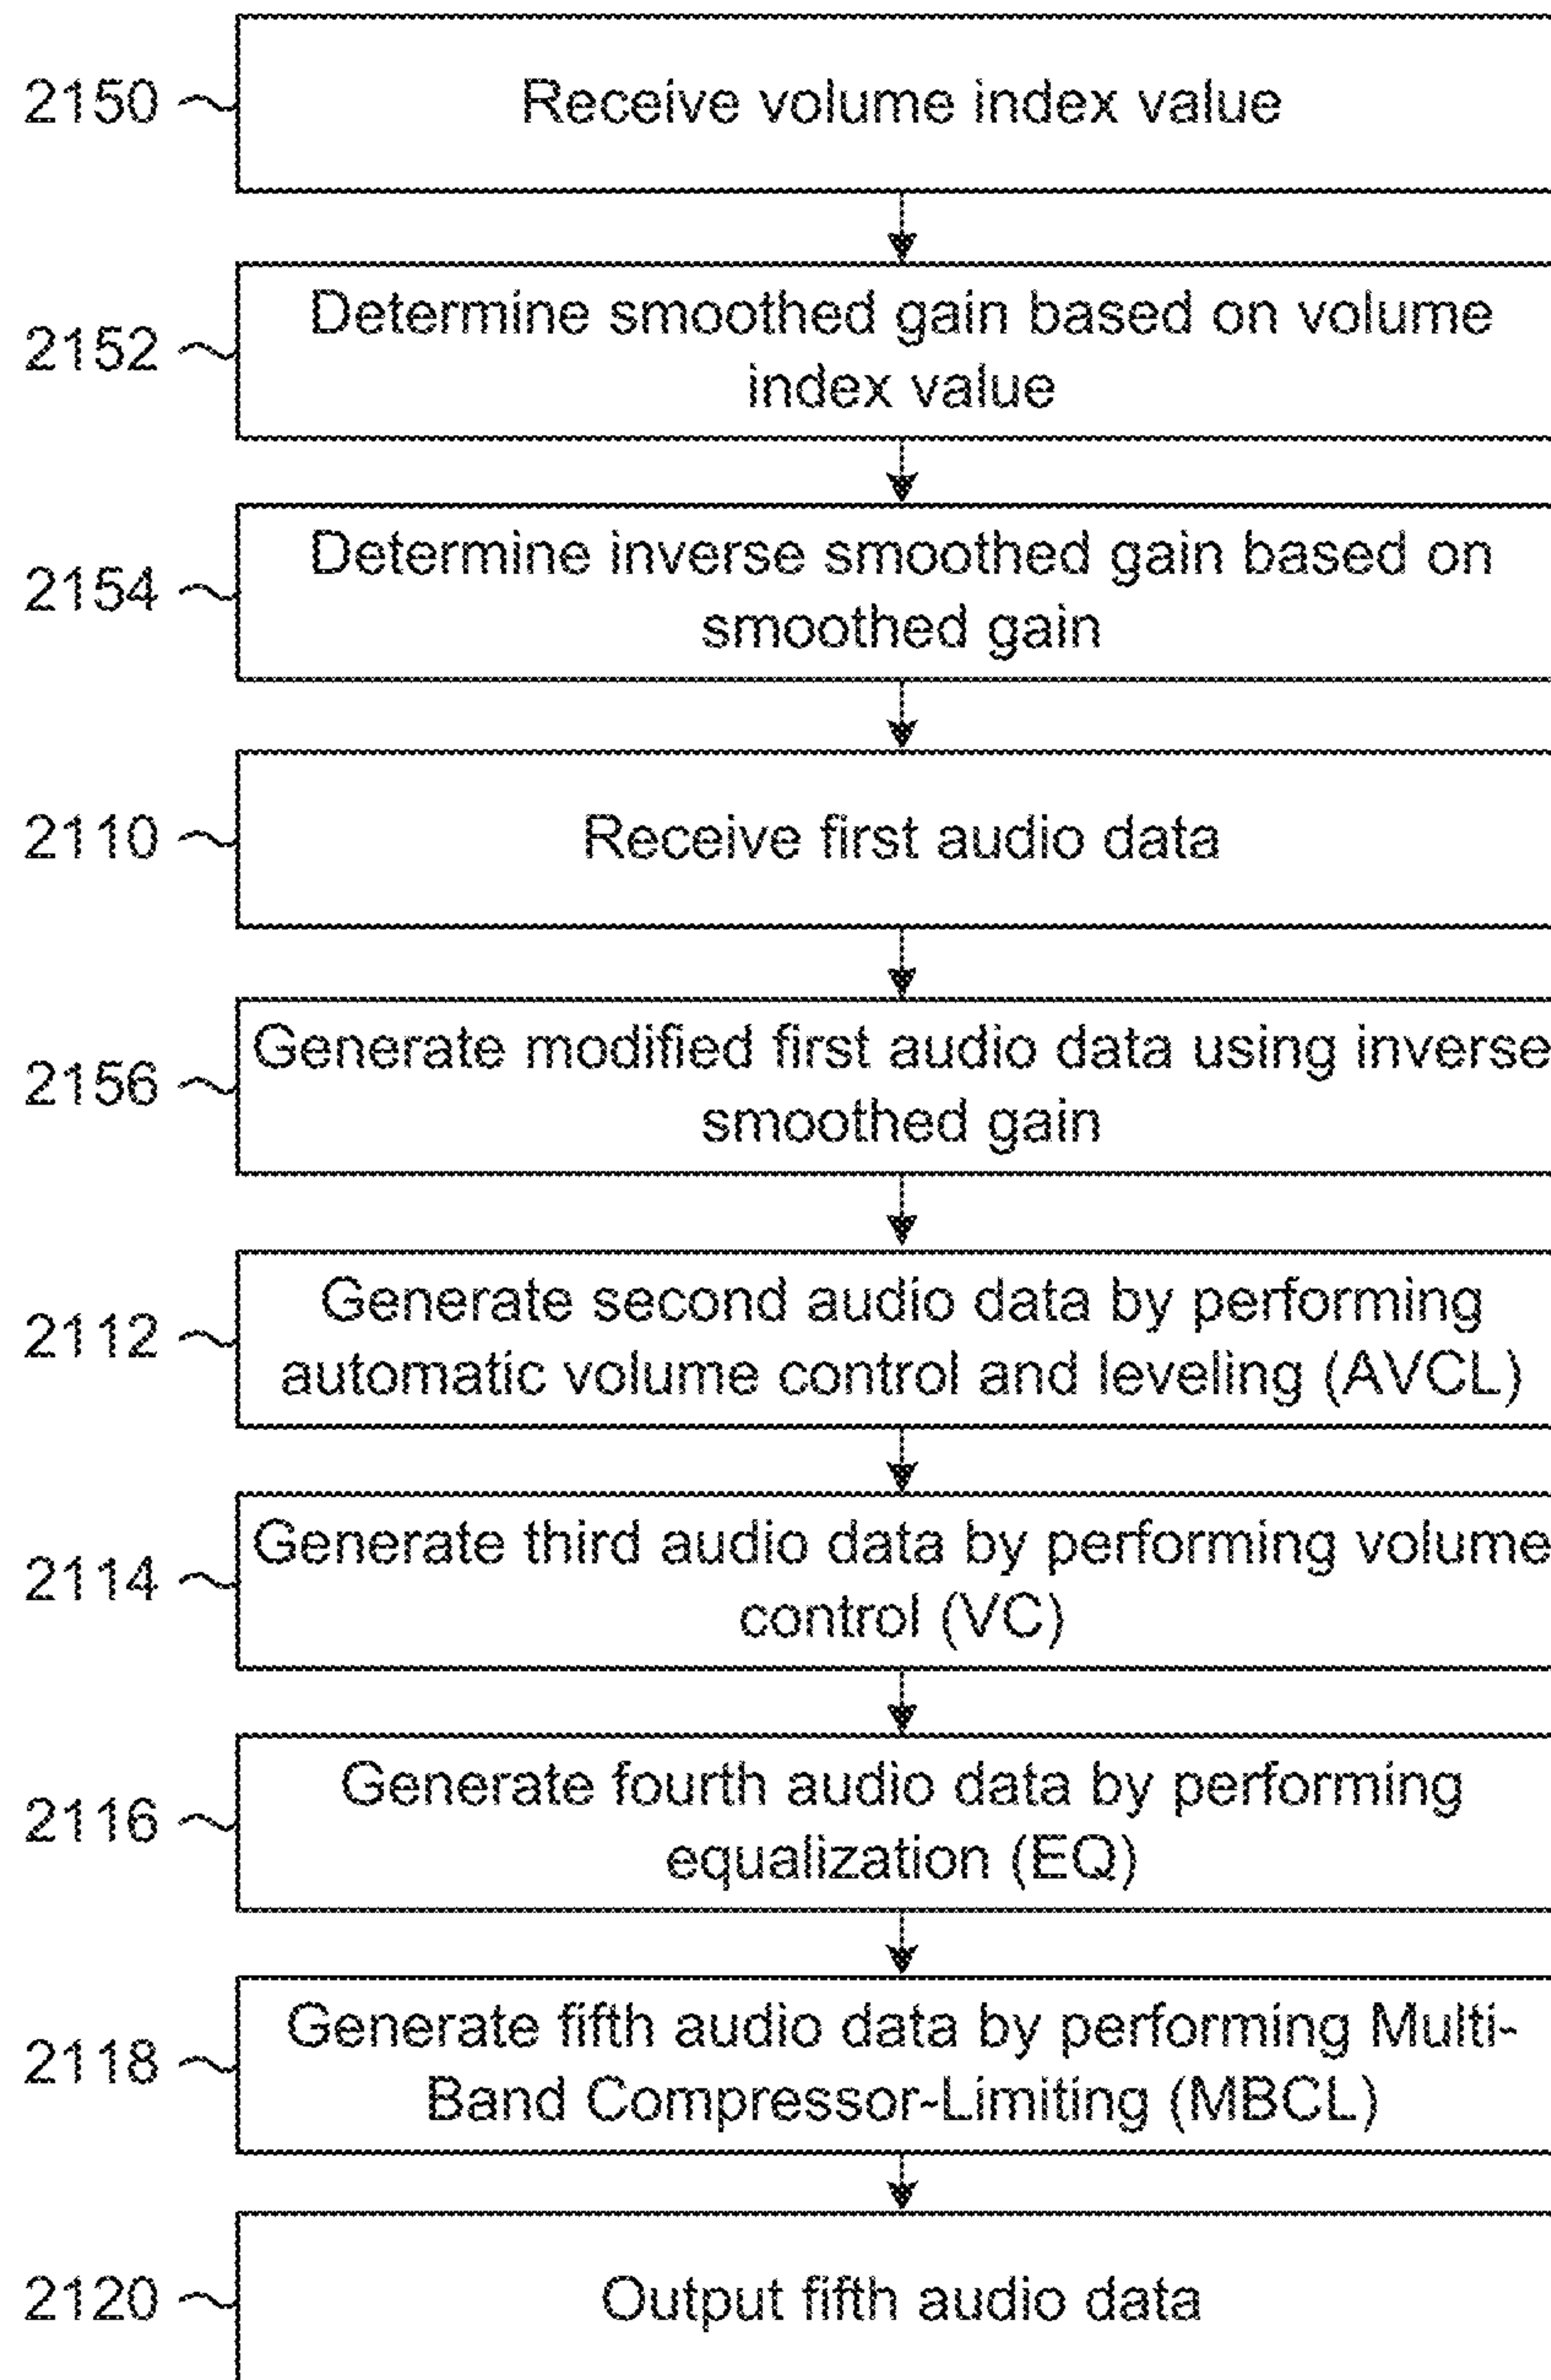 2150
Receive volume index value
2152
Determine smoothed gain based on volume
index value
2154
Determine inverse smoothed gain based on
smoothed gain
2110
Receive first audio data
2156
Generate modified first audio data using inverse
smoothed gain
2112
Generate second audio data by performing
automatic volume control and leveling (AVCL)
2114
Generate third audio data by performing volume
control (VC)
2116
Generate fourth audio data by performing
equalization (EQ)
2118
Generate fifth audio data by performing Multi-
Band Compressor-Limiting (MBCL)
2120
Output fifth audio data